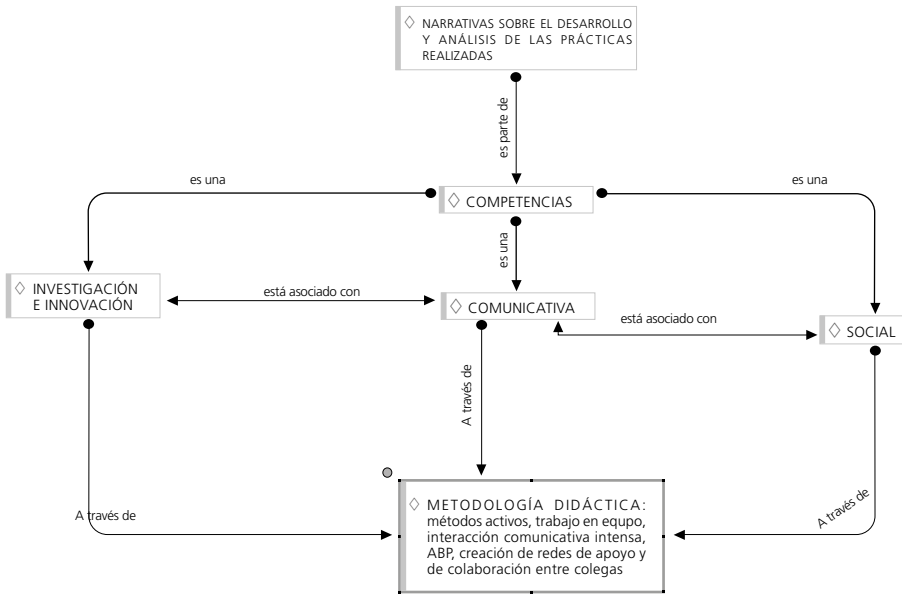 NARRATIVAS SOBRE EL DESARROLLO
Y ANÁLISIS DE LAS PRÁCTICAS
REALIZADAS
es parte de
es una
es una
COMPETENCIAS
es una
INVESTIGACIÓN
E INNOVACIÓN
está asociado con
COMUNICATIVA
está asociado con
SOCIAL
A través de
A través de
A través de
METODOLOGÍA DIDÁCTICA:
métodos activos, trabajo en equpo,
interacción comunicativa intensa,
ABP, creación de redes de apoyo y
de colaboración entre colegas